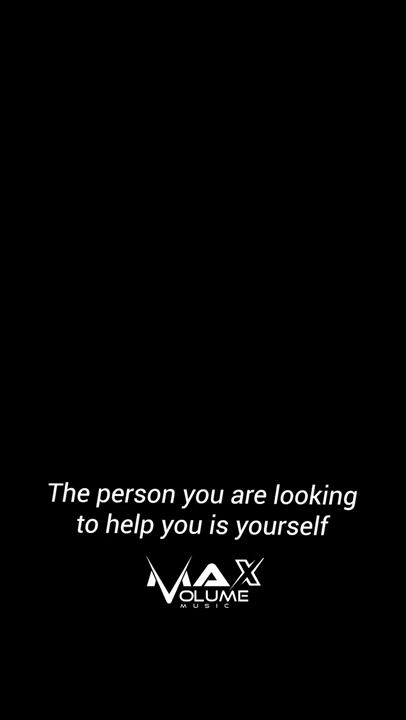 The person you are looking
to help you is yourself
MAX
VOLUME
MUSIC